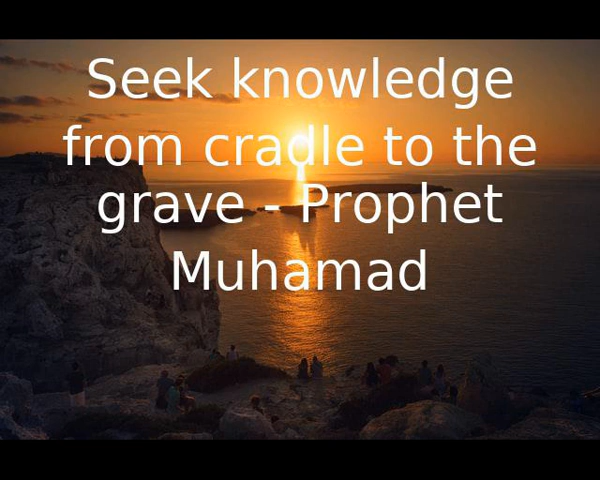 Seek knowledge
from cradle to the
grave - Prophet
Muhamad